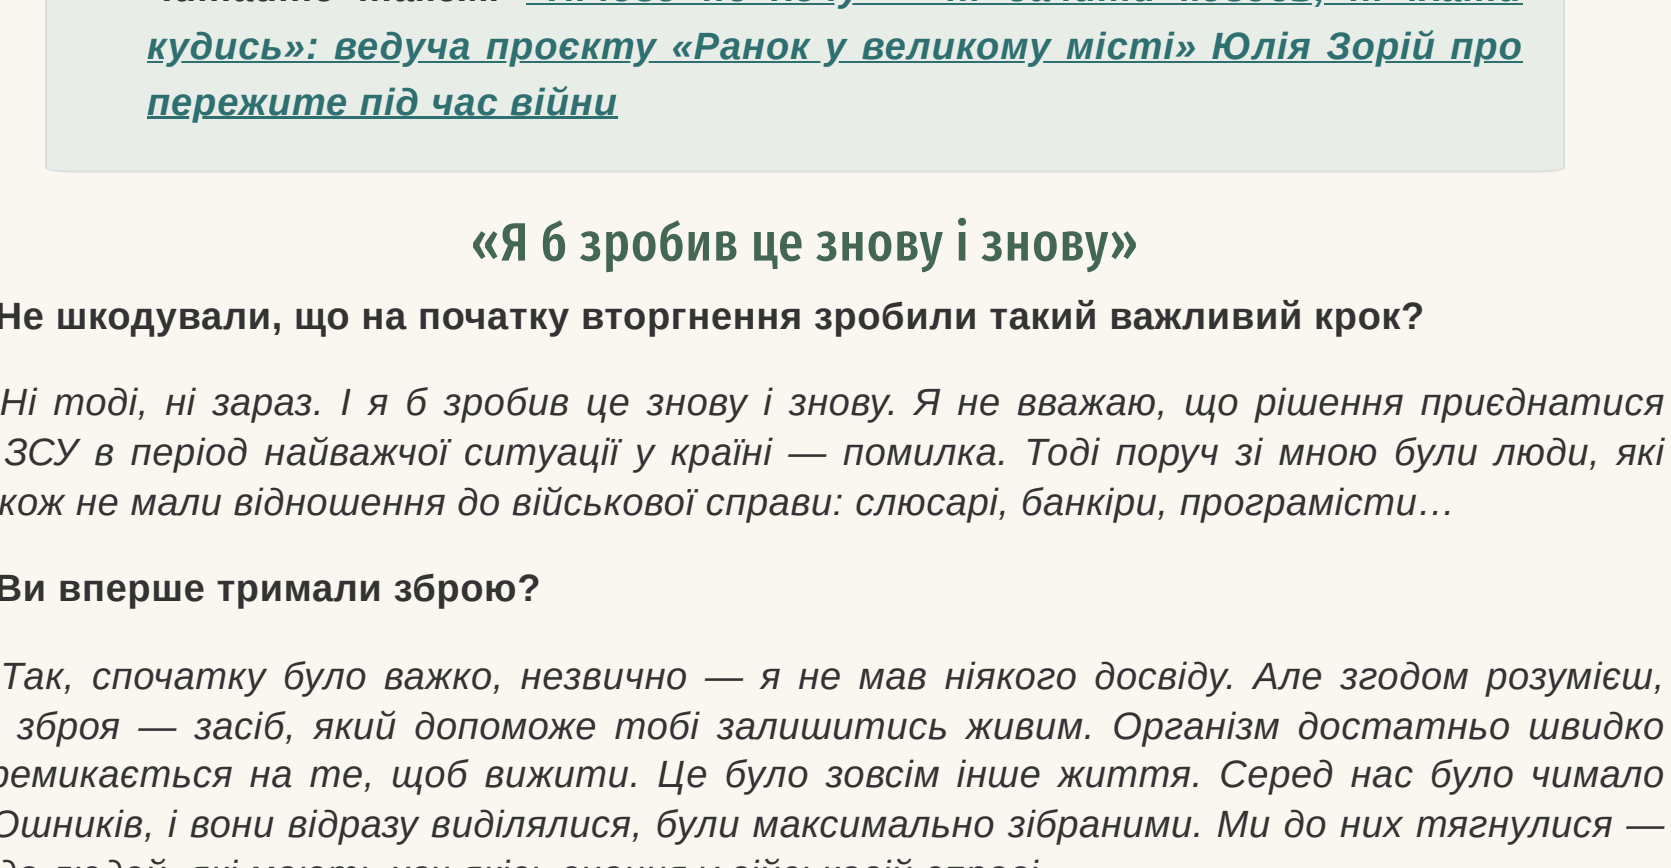 кудись»: ведуча проєкту «Ранок у великому місті» Юлія Зорій про
пережите під час війни
«Я б зробив це знову і знову»
Не шкодували, що на початку вторгнення зробили такий важливий крок?
Ні тоді, ні зараз. І я б зробив це знову і знову. Я не вважаю, що рішення приєднатися
ЗСУ в період найважчої ситуації у країні — помилка. Тоді поруч зі мною були люди, які
кож не мали відношення до військової справи: слюсарі, банкіри, програмісти…
Ви вперше тримали зброю?
Так, спочатку було важко, незвично — я не мав ніякого досвіду. Але згодом розумієш,
зброя — засіб, який допоможе тобі залишитись живим. Організм достатньо швидко
ремикається на те, щоб вижити. Це було зовсім інше життя. Серед нас було чимало
Ошників, і вони відразу виділялися, були максимально зібраними. Ми до них тягнулися —